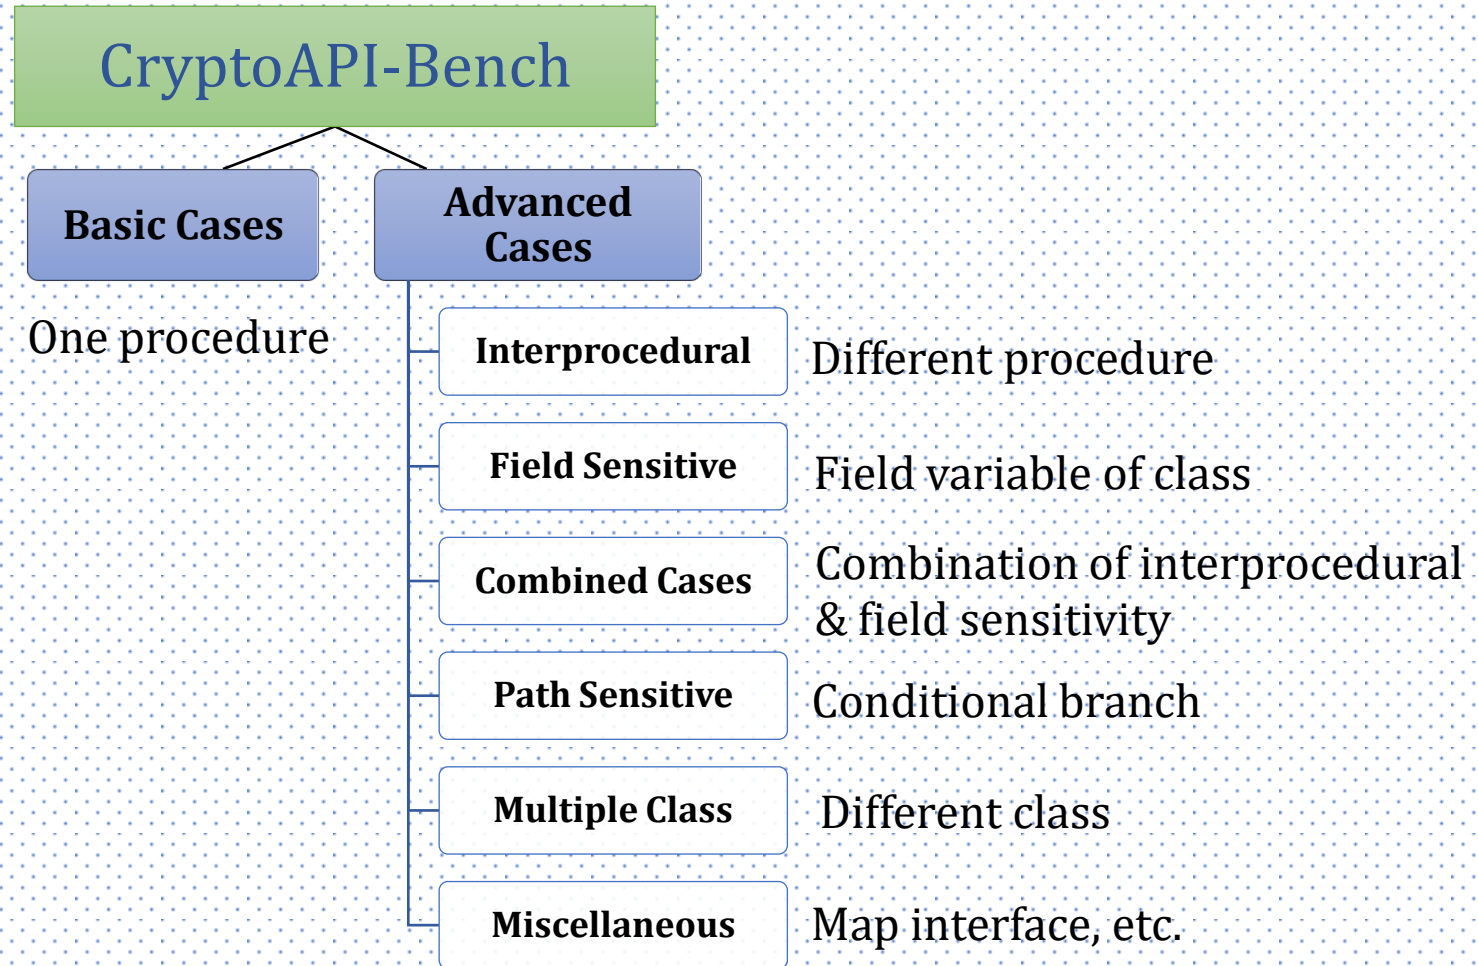 CryptoAPI-Bench
Basic Cases
Advanced
Cases
One procedure
Interprocedural
Different procedure
Field Sensitive
Field variable of class
Combined Cases
Combination of interprocedural
& field sensitivity
Path Sensitive
Conditional branch
Multiple Class
Different class
Miscellaneous
Map interface, etc.